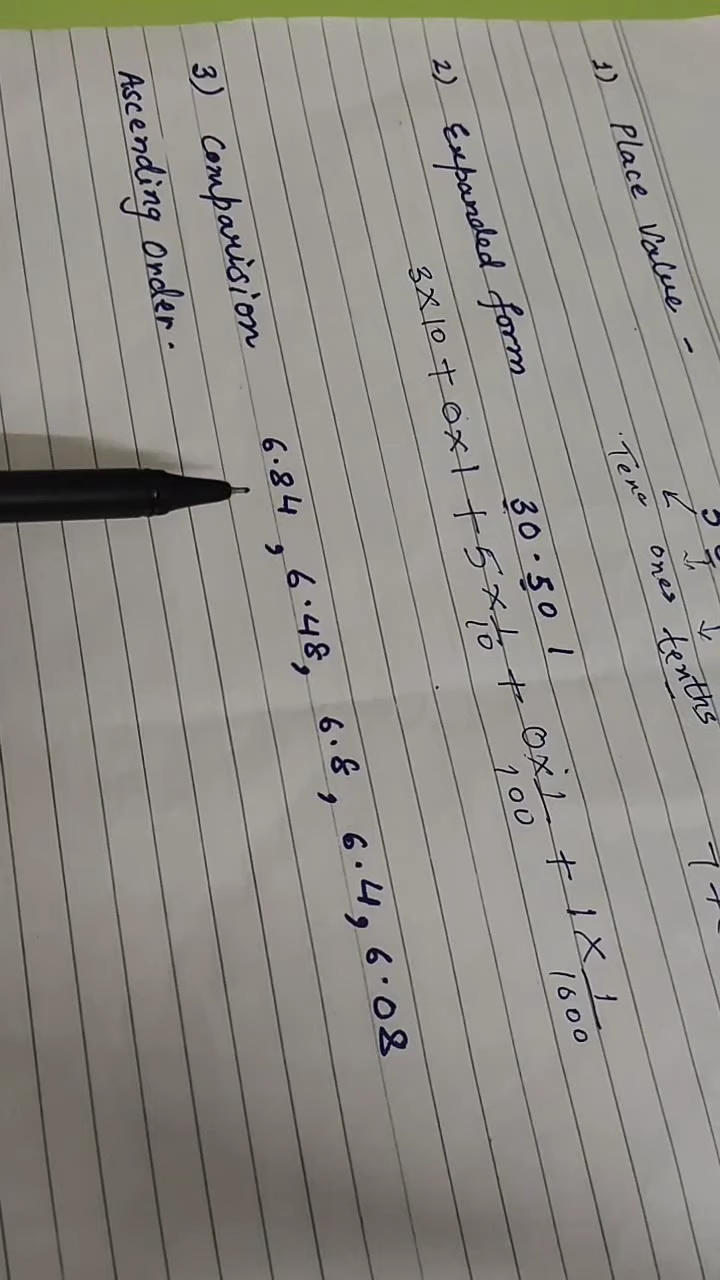 1) Place Value -
Tens ones tenths
2) Expanded form 30.501
3×10 + 0×1 + 5×1/10 + 0×1/100 + 1×1/1000
3) Comparision 6.84, 6.48, 6.8, 6.4, 6.08
Ascending Order.